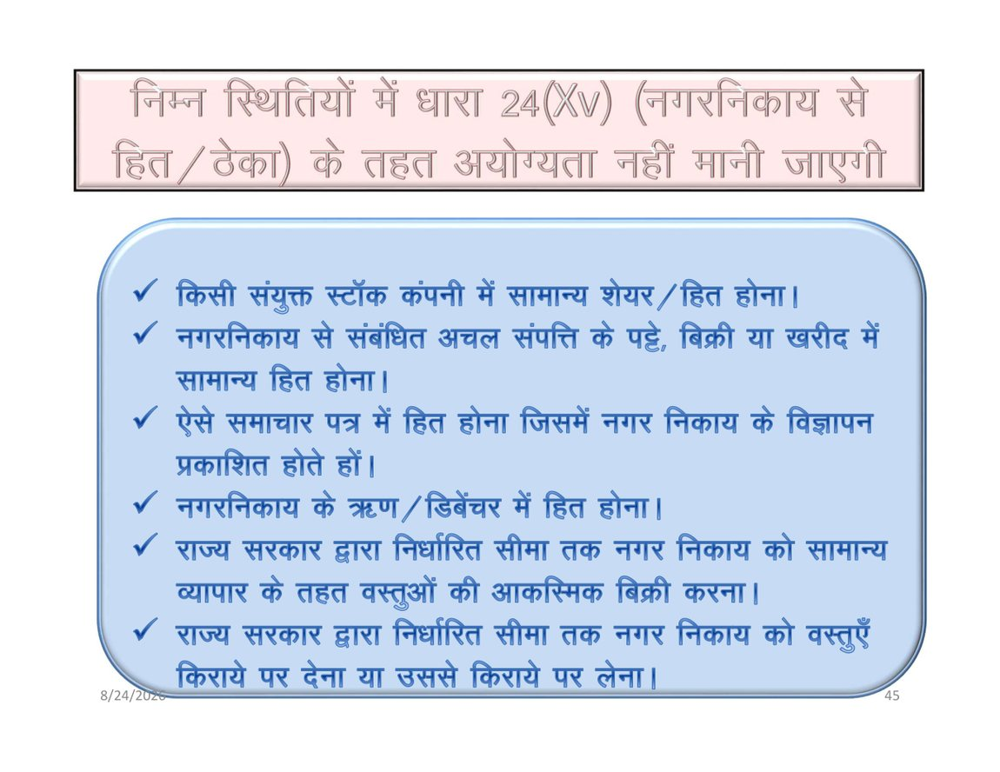 निम्न स्थितियों में धारा 24(Xv) (नगरनिकाय से
हित/ठेका) के तहत अयोग्यता नहीं मानी जाएगी
✓ किसी संयुक्त स्टॉक कंपनी में सामान्य शेयर/हित होना।
✓ नगरनिकाय से संबंधित अचल संपत्ति के पट्टे, बिक्री या खरीद में
सामान्य हित होना।
✓ ऐसे समाचार पत्र में हित होना जिसमें नगर निकाय के विज्ञापन
प्रकाशित होते हों।
✓ नगरनिकाय के ऋण/डिबेंचर में हित होना।
✓ राज्य सरकार द्वारा निर्धारित सीमा तक नगर निकाय को सामान्य
व्यापार के तहत वस्तुओं की आकस्मिक बिक्री करना।
✓ राज्य सरकार द्वारा निर्धारित सीमा तक नगर निकाय को वस्तुएँ
किराये पर देना या उससे किराये पर लेना।
8/24/2026
45